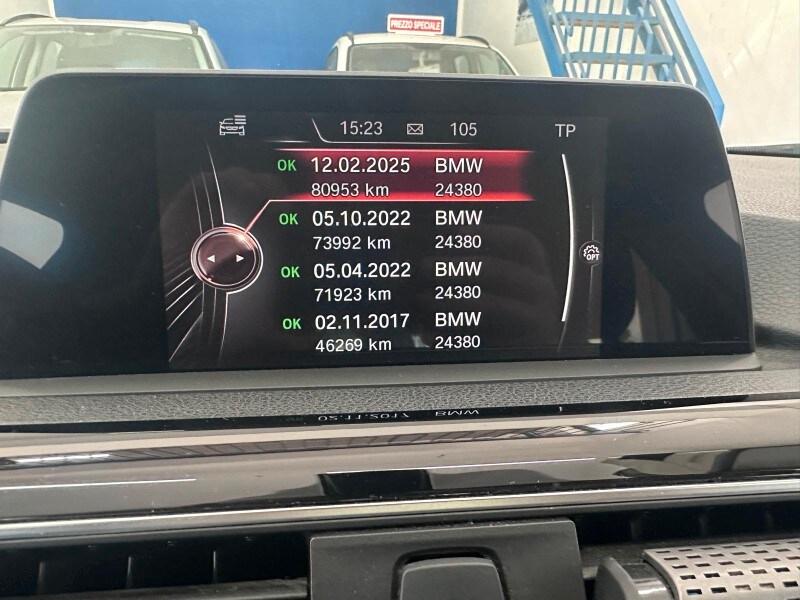 PREZZO SPECIALE
15:23 105 TP
OK 12.02.2025 BMW
80953 km 24380
OK 05.10.2022 BMW
73992 km 24380
OPT
OK 05.04.2022 BMW
71923 km 24380
OK 02.11.2017 BMW
46269 km 24380